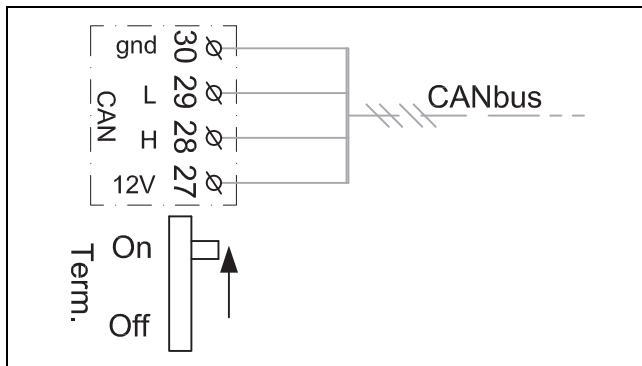 gnd 30
L 29
CAN
H 28
12V 27
CANbus
Term.
On
Off